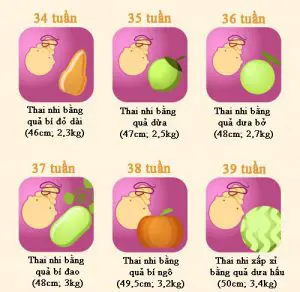 34 tuần
35 tuần
36 tuần
Thai nhi bằng
quả bí đỏ dài
(46cm; 2,3kg)
Thai nhi bằng
quả dừa
(47cm; 2,5kg)
Thai nhi bằng
quả dưa bở
(48cm; 2,7kg)
37 tuần
38 tuần
39 tuần
Thai nhi bằng
quả bí đao
(48cm; 3kg)
Thai nhi bằng
quả bí ngô
(49,5cm; 3,2kg)
Thai nhi xấp xỉ
bằng quả dưa hấu
(50cm; 3,4kg)